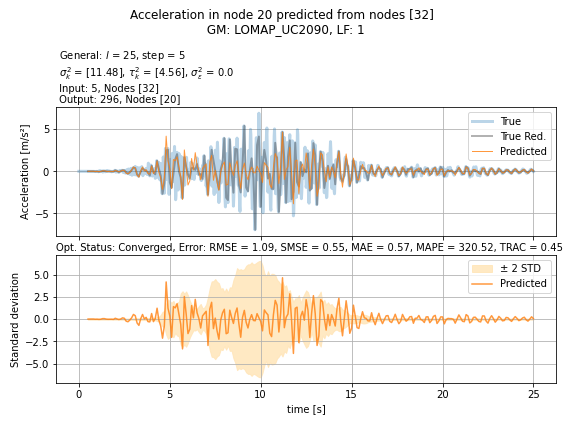 Acceleration in node 20 predicted from nodes [32]
GM: LOMAP_UC2090, LF: 1
General: l = 25, step = 5
σ²ₖ = [11.48], τ²ₖ = [4.56], σ²ε = 0.0
Input: 5, Nodes [32]
Output: 296, Nodes [20]
Acceleration [m/s²]
5
0
−5
True
True Red.
Predicted
Opt. Status: Converged, Error: RMSE = 1.09, SMSE = 0.55, MAE = 0.57, MAPE = 320.52, TRAC = 0.45
Standard deviation
5.0
2.5
0.0
−2.5
−5.0
± 2 STD
Predicted
0 5 10 15 20 25
time [s]